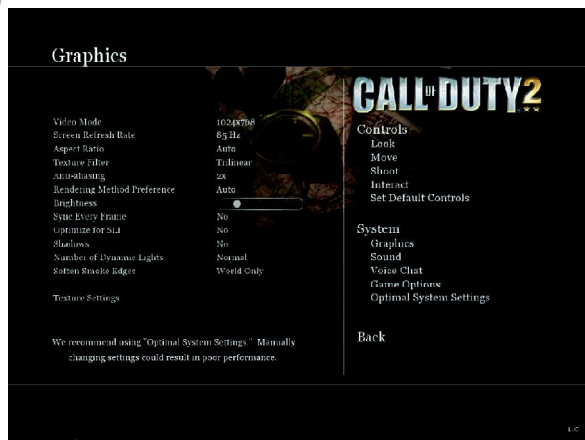 Graphics
CALL OF DUTY 2
Video Mode 1024x768
Screen Refresh Rate 85 Hz
Aspect Ratio Auto
Texture Filter Trilinear
Anti-aliasing 2x
Rendering Method Preference Auto
Brightness
Sync Every Frame No
Optimize for SLI No
Shadows No
Number of Dynamic Lights Normal
Soften Smoke Edges World Only
Texture Settings
We recommend using "Optimal System Settings." Manually
changing settings could result in poor performance.
Controls
Look
Move
Shoot
Interact
Set Default Controls
System
Graphics
Sound
Voice Chat
Game Options
Optimal System Settings
Back
1.0